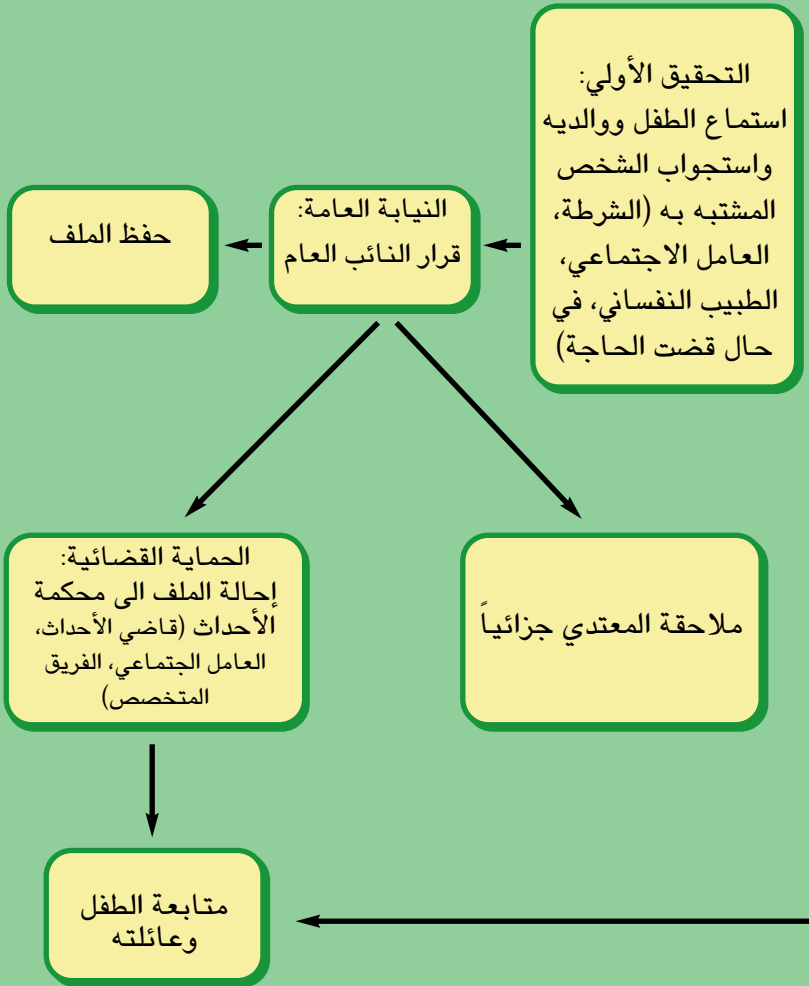 التحقيق الأولي:
استماع الطفل ووالديه
واستجواب الشخص
المشتبه به (الشرطة،
العامل الاجتماعي،
الطبيب النفساني، في
حال قضت الحاجة)
النيابة العامة:
قرار النائب العام
حفظ الملف
ملاحقة المعتدي جزائياً
الحماية القضائية:
إحالة الملف الى محكمة
الأحداث (قاضي الأحداث،
العامل الجتماعي، الفريق
المتخصص)
متابعة الطفل
وعائلته